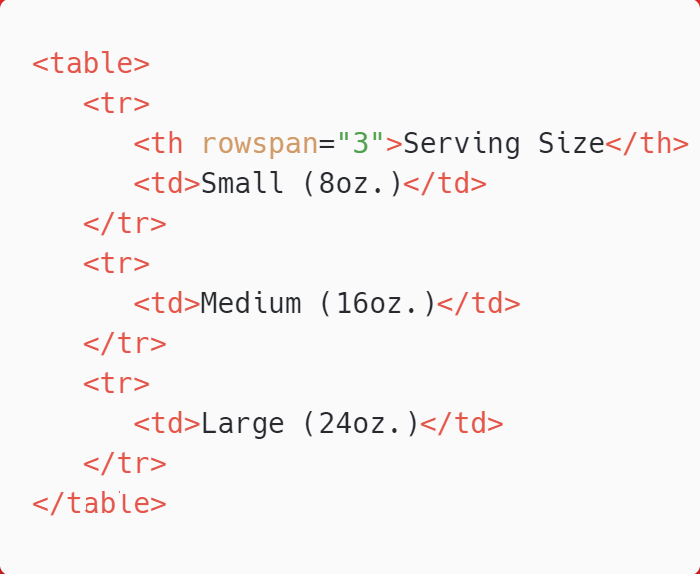 <table>
<tr>
<th rowspan="3">Serving Size</th>
<td>Small (8oz.)</td>
</tr>
<tr>
<td>Medium (16oz.)</td>
</tr>
<tr>
<td>Large (24oz.)</td>
</tr>
</table>